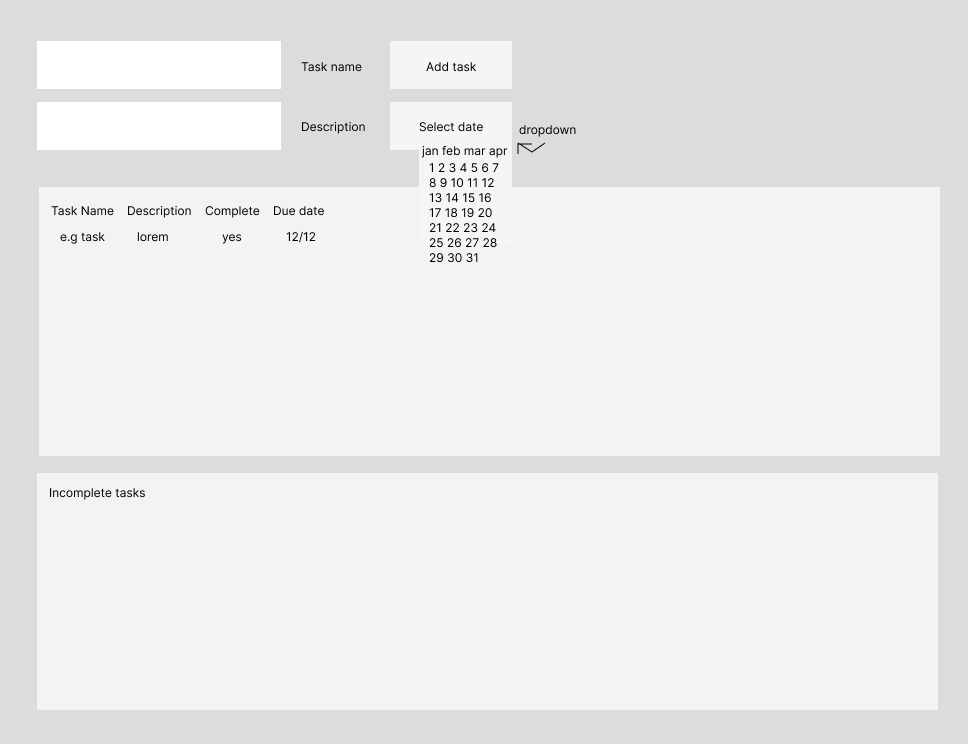 Task name
Add task
Description
Select date
dropdown
jan feb mar apr
1 2 3 4 5 6 7
8 9 10 11 12
13 14 15 16
17 18 19 20
21 22 23 24
25 26 27 28
29 30 31
Task Name Description Complete Due date
e.g task lorem yes 12/12
Incomplete tasks